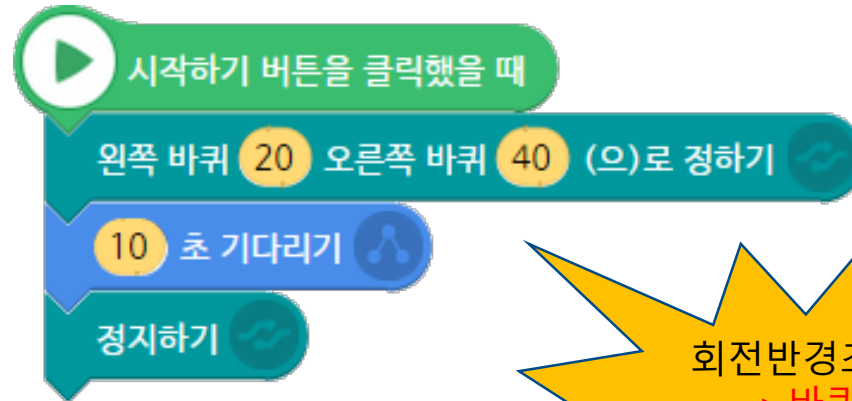 시작하기 버튼을 클릭했을 때
왼쪽 바퀴 20 오른쪽 바퀴 40 (으)로 정하기
10 초 기다리기
정지하기
회전반경